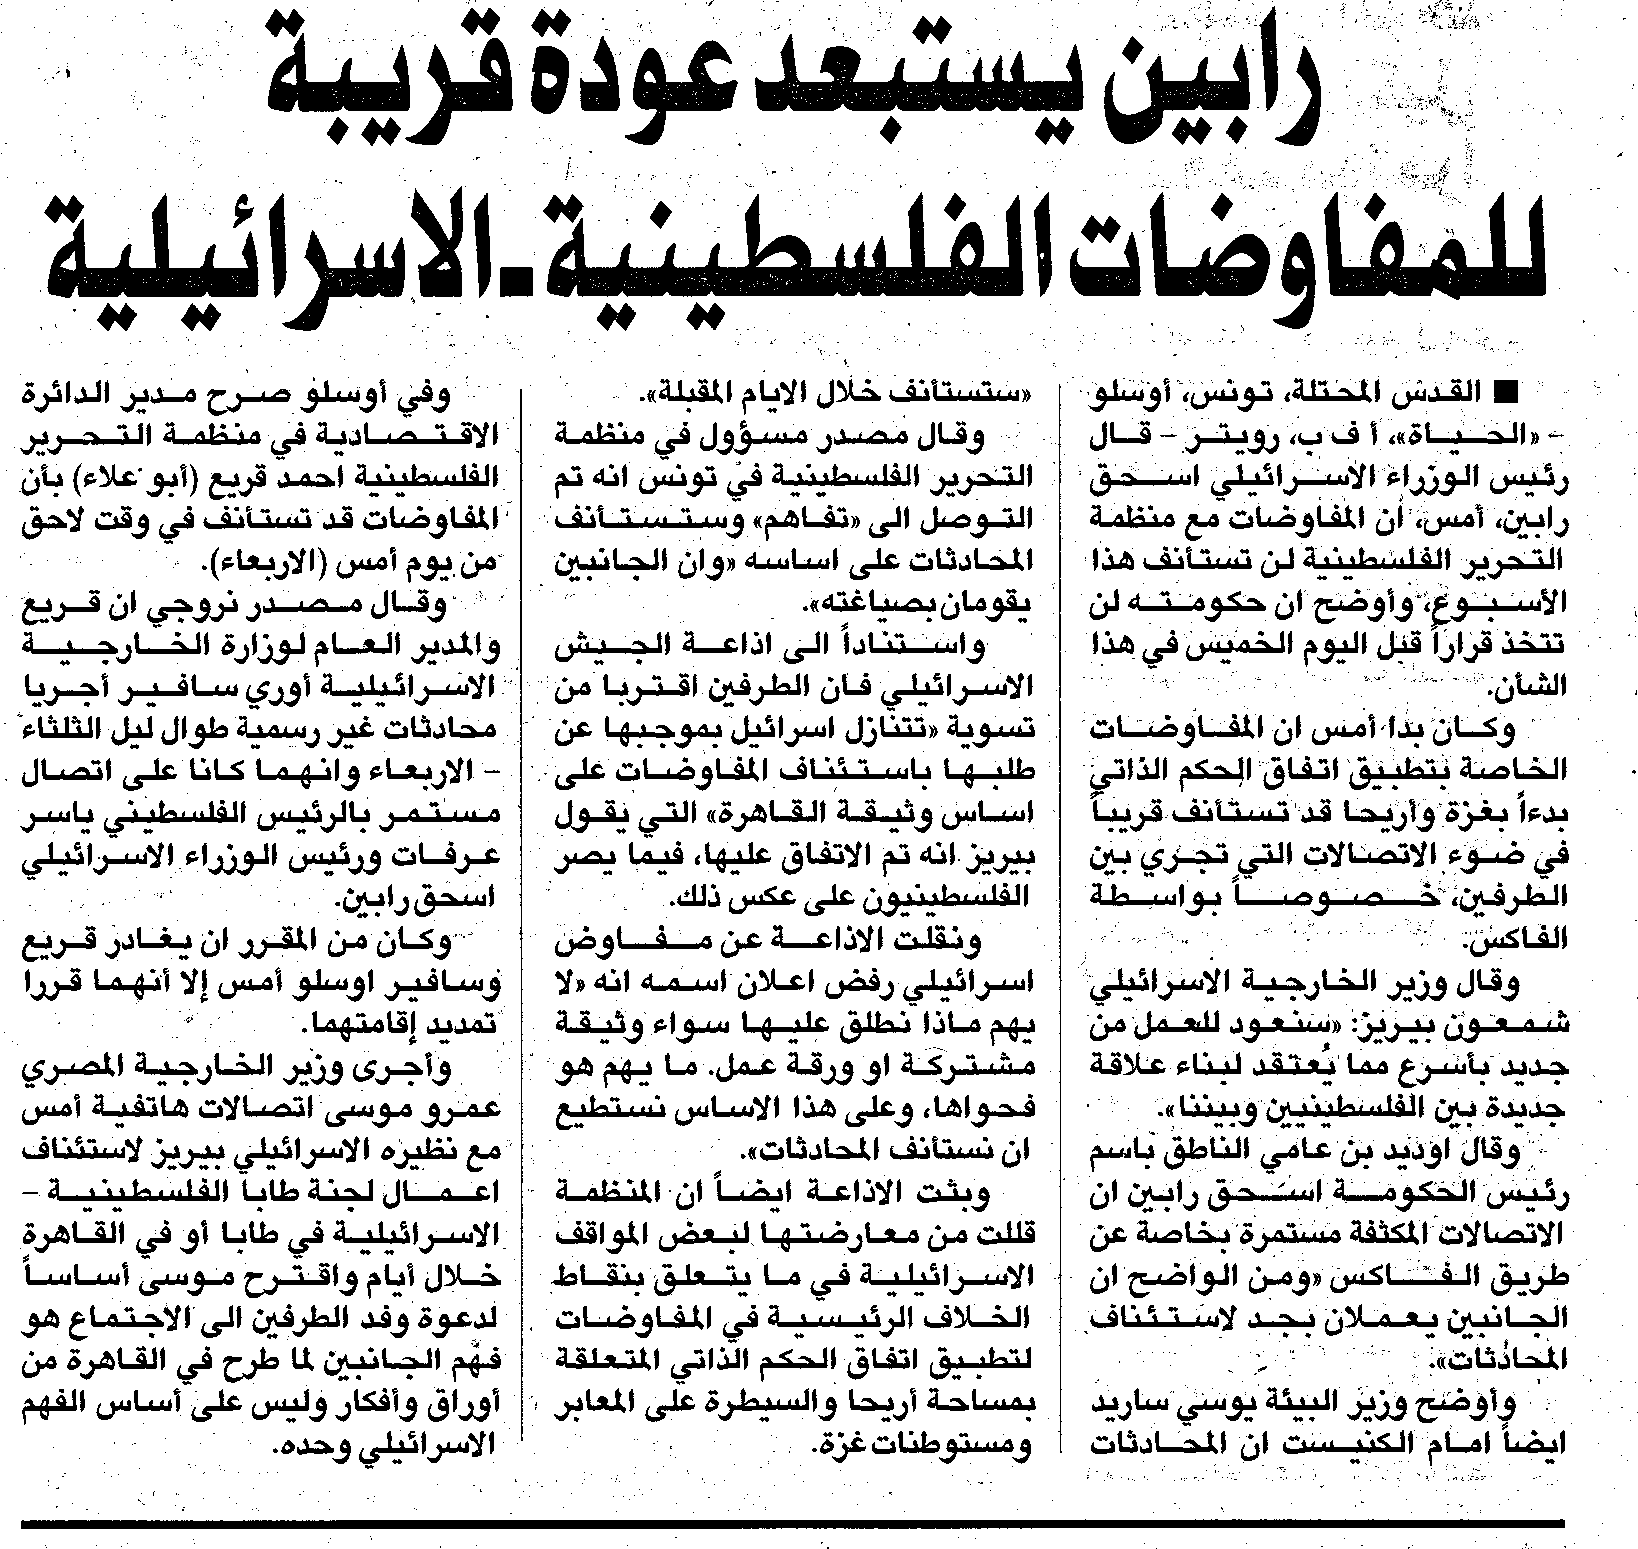 رابين يستبعد عودة قريبة
للمفاوضات الفلسطينية - الاسرائيلية
■ القدس المحتلة، تونس، أوسلو
– «الحياة»، أ ف ب، رويتر – قال
رئيس الوزراء الاسرائيلي اسحق
رابين، أمس، ان المفاوضات مع منظمة
التحرير الفلسطينية لن تستأنف هذا
الأسبوع، وأوضح ان حكومته لن
تتخذ قراراً قبل اليوم الخميس في هذا
الشأن.
وكان بدا أمس ان المفاوضات
الخاصة بتطبيق اتفاق الحكم الذاتي
بدءاً بغزة وأريحا قد تستأنف قريباً
في ضوء الاتصالات التي تجري بين
الطرفين، خصوصاً بواسطة
الفاكس.
وقال وزير الخارجية الاسرائيلي
شمعون بيريز: «سنعود للعمل من
جديد بأسرع مما يُعتقد لبناء علاقة
جديدة بين الفلسطينيين وبيننا».
وقال اوديد بن عامي الناطق باسم
رئيس الحكومة اسحق رابين ان
الاتصالات المكثفة مستمرة بخاصة عن
طريق الفاكس «ومن الواضح ان
الجانبين يعملان بجد لاستئناف
المحادثات».
وأوضح وزير البيئة يوسي ساريد
ايضاً امام الكنيست ان المحادثات
«ستستأنف خلال الايام المقبلة».
وقال مصدر مسؤول في منظمة
التحرير الفلسطينية في تونس انه تم
التوصل الى «تفاهم» وستستأنف
المحادثات على اساسه «وان الجانبين
يقومان بصياغته».
واستناداً الى اذاعة الجيش
الاسرائيلي فان الطرفين اقتربا من
تسوية «تتنازل اسرائيل بموجبها عن
طلبها باستئناف المفاوضات على
اساس وثيقة القاهرة» التي يقول
بيريز انه تم الاتفاق عليها، فيما يصر
الفلسطينيون على عكس ذلك.
ونقلت الاذاعة عن مفاوض
اسرائيلي رفض اعلان اسمه انه «لا
يهم ماذا نطلق عليها سواء وثيقة
مشتركة او ورقة عمل. ما يهم هو
فحواها، وعلى هذا الاساس نستطيع
ان نستأنف المحادثات».
وبثت الاذاعة ايضاً ان المنظمة
قللت من معارضتها لبعض المواقف
الاسرائيلية في ما يتعلق بنقاط
الخلاف الرئيسية في المفاوضات
لتطبيق اتفاق الحكم الذاتي المتعلقة
بمساحة أريحا والسيطرة على المعابر
ومستوطنات غزة.
وفي أوسلو صرح مدير الدائرة
الاقتصادية في منظمة التحرير
الفلسطينية احمد قريع (أبو علاء) بأن
المفاوضات قد تستأنف في وقت لاحق
من يوم أمس (الاربعاء).
وقال مصدر نروجي ان قريع
والمدير العام لوزارة الخارجية
الاسرائيلية أوري سافير أجريا
محادثات غير رسمية طوال ليل الثلثاء
– الاربعاء وانهما كانا على اتصال
مستمر بالرئيس الفلسطيني ياسر
عرفات ورئيس الوزراء الاسرائيلي
اسحق رابين.
وكان من المقرر ان يغادر قريع
وسافير اوسلو أمس إلا أنهما قررا
تمديد إقامتهما.
وأجرى وزير الخارجية المصري
عمرو موسى اتصالات هاتفية أمس
مع نظيره الاسرائيلي بيريز لاستئناف
اعمال لجنة طابا الفلسطينية –
الاسرائيلية في طابا أو في القاهرة
خلال أيام واقترح موسى أساساً
لدعوة وفد الطرفين الى الاجتماع هو
فهم الجانبين لما طرح في القاهرة من
أوراق وأفكار وليس على أساس الفهم
الاسرائيلي وحده.